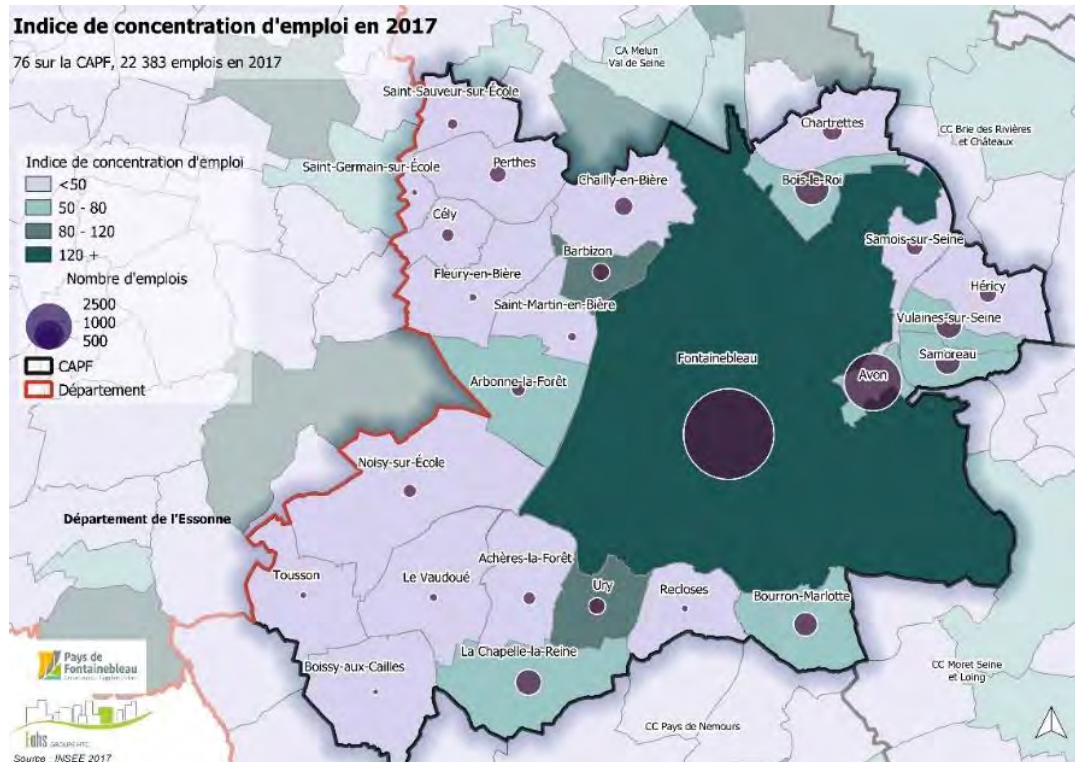 Indice de concentration d'emploi en 2017
76 sur la CAPF, 22 383 emplois en 2017
CA Melun
Val de Seine
Saint-Sauveur-sur-École
Chartrettes
CC Brie des Rivières
et Châteaux
Indice de concentration d'emploi
<50
50 - 80
80 - 120
120 +
Nombre d'emplois
2500
1000
500
CAPF
Département
Saint-Germain-sur-École
Perthes
Chailly-en-Bière
Bois-le-Roi
Cély
Barbizon
Samois-sur-Seine
Fleury-en-Bière
Saint-Martin-en-Bière
Héricy
Vulaines-sur-Seine
Samoreau
Fontainebleau
Avon
Arbonne-la-Forêt
Noisy-sur-École
Département de l'Essonne
Achères-la-Forêt
Tousson
Le Vaudoué
Ury
Recloses
Bourron-Marlotte
La Chapelle-la-Reine
Boissy-aux-Cailles
CC Moret Seine
et Loing
CC Pays de Nemours
Pays de
Fontainebleau
GROUPE HTC
Source : INSEE 2017